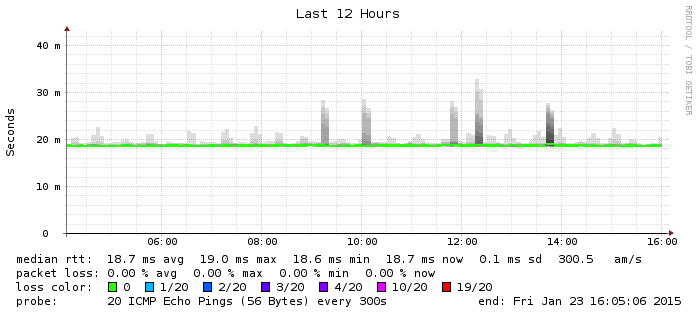 Last 12 Hours
RRDTOOL / TOBI OETIKER
Seconds
40 m
30 m
20 m
10 m
0
06:00 08:00 10:00 12:00 14:00 16:00
median rtt: 18.7 ms avg 19.0 ms max 18.6 ms min 18.7 ms now 0.1 ms sd 300.5 am/s
packet loss: 0.00 % avg 0.00 % max 0.00 % min 0.00 % now
loss color: 0 1/20 2/20 3/20 4/20 10/20 19/20
probe: 20 ICMP Echo Pings (56 Bytes) every 300s end: Fri Jan 23 16:05:06 2015